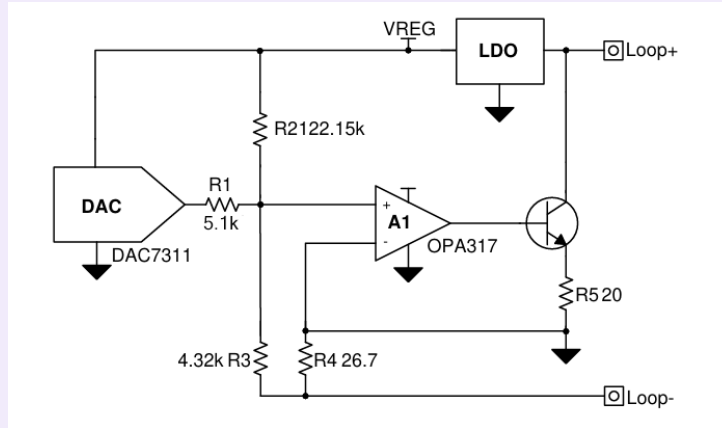 VREG
LDO
Loop+
R2122.15k
R1
DAC
5.1k
+
A1
-
OPA317
DAC7311
R5 20
4.32k R3
R4 26.7
Loop-